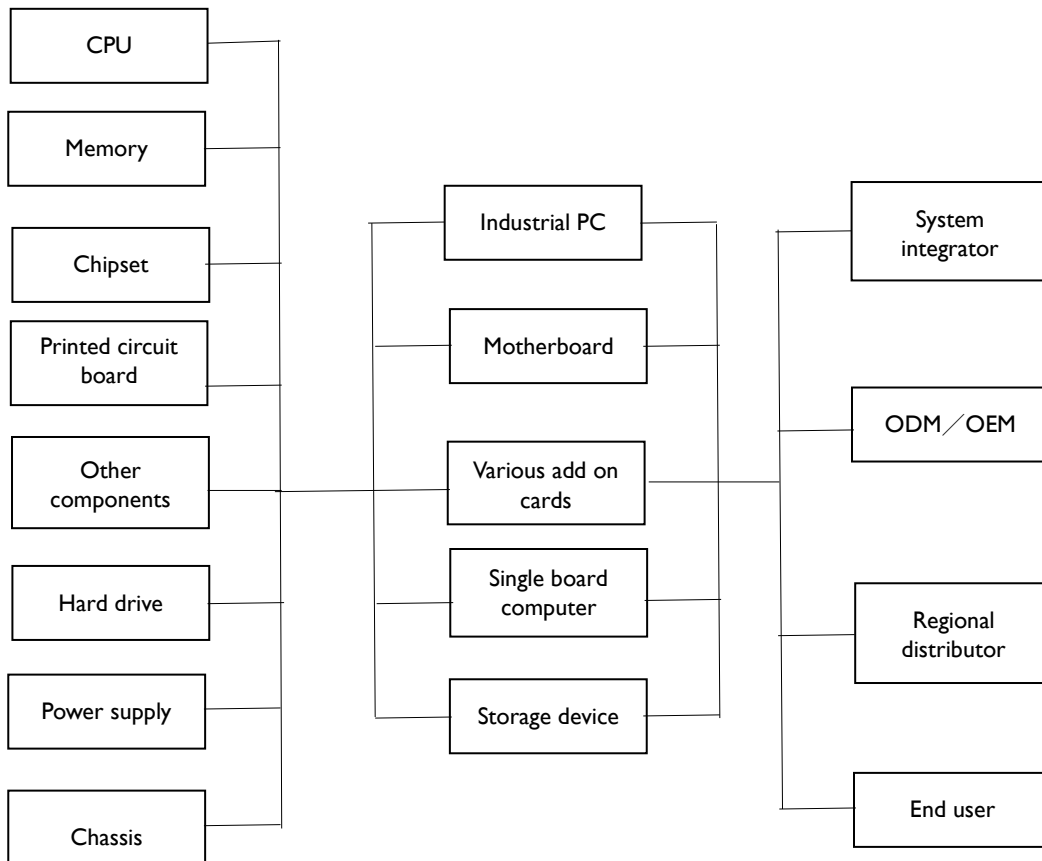 CPU
Memory
Chipset
Printed circuit
board
Other
components
Hard drive
Power supply
Chassis
Industrial PC
Motherboard
Various add on
cards
Single board
computer
Storage device
System
integrator
ODM／OEM
Regional
distributor
End user